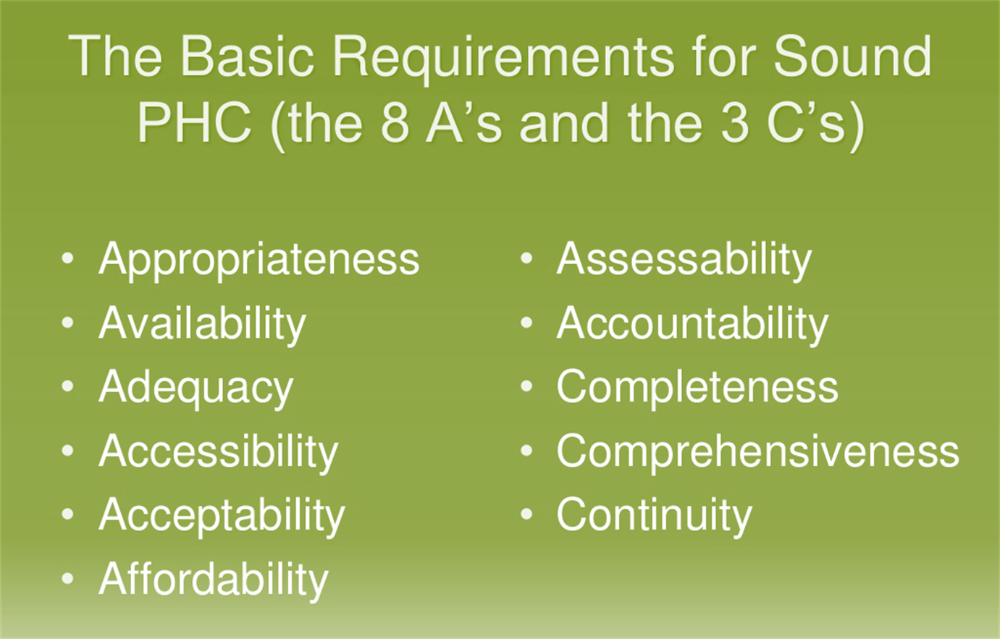 The Basic Requirements for Sound
PHC (the 8 A’s and the 3 C’s)
• Appropriateness
• Availability
• Adequacy
• Accessibility
• Acceptability
• Affordability
• Assessability
• Accountability
• Completeness
• Comprehensiveness
• Continuity